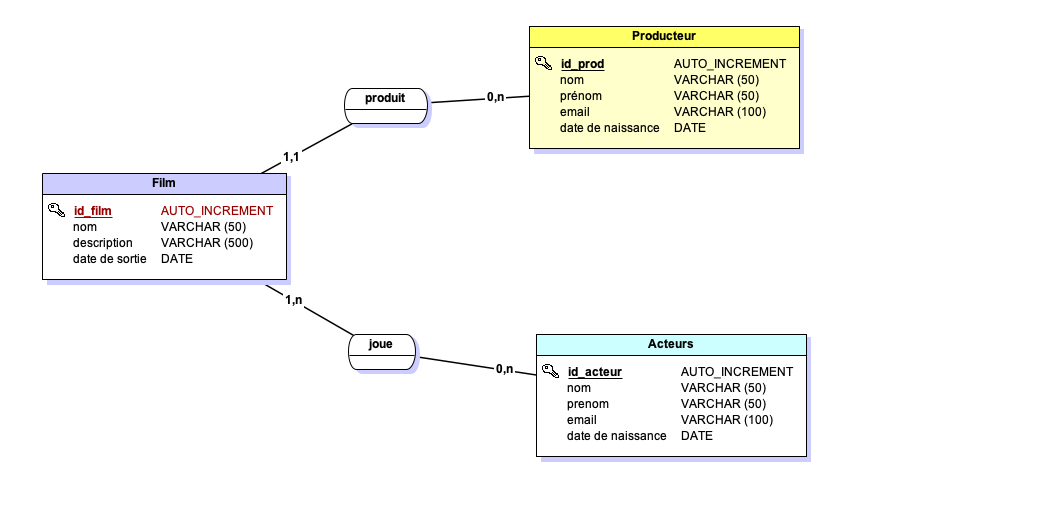 Producteur
id_prod AUTO_INCREMENT
nom VARCHAR (50)
prénom VARCHAR (50)
email VARCHAR (100)
date de naissance DATE
produit
0,n
1,1
Film
id_film AUTO_INCREMENT
nom VARCHAR (50)
description VARCHAR (500)
date de sortie DATE
1,n
joue
0,n
Acteurs
id_acteur AUTO_INCREMENT
nom VARCHAR (50)
prenom VARCHAR (50)
email VARCHAR (100)
date de naissance DATE